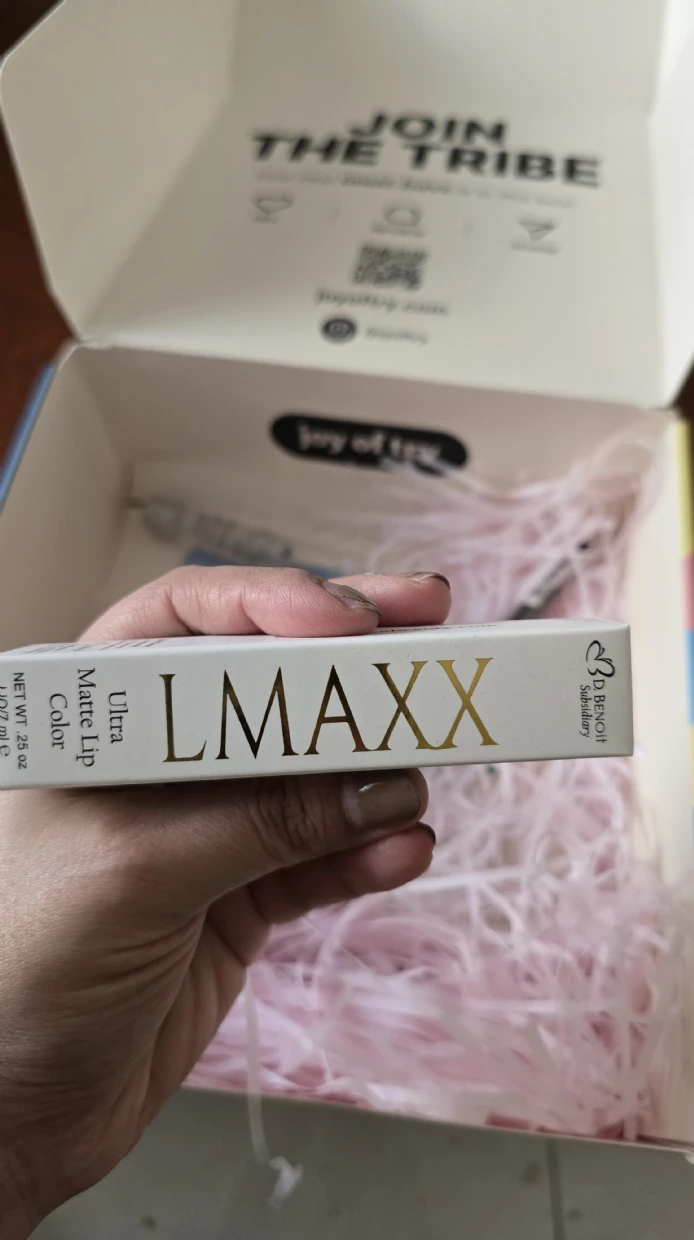 JOIN
THE TRIBE
joyoftry.com
joy of try
LMAXX
Ultra
Matte Lip
Color
NET WT .25 oz
D. BENOit
Subsidiary